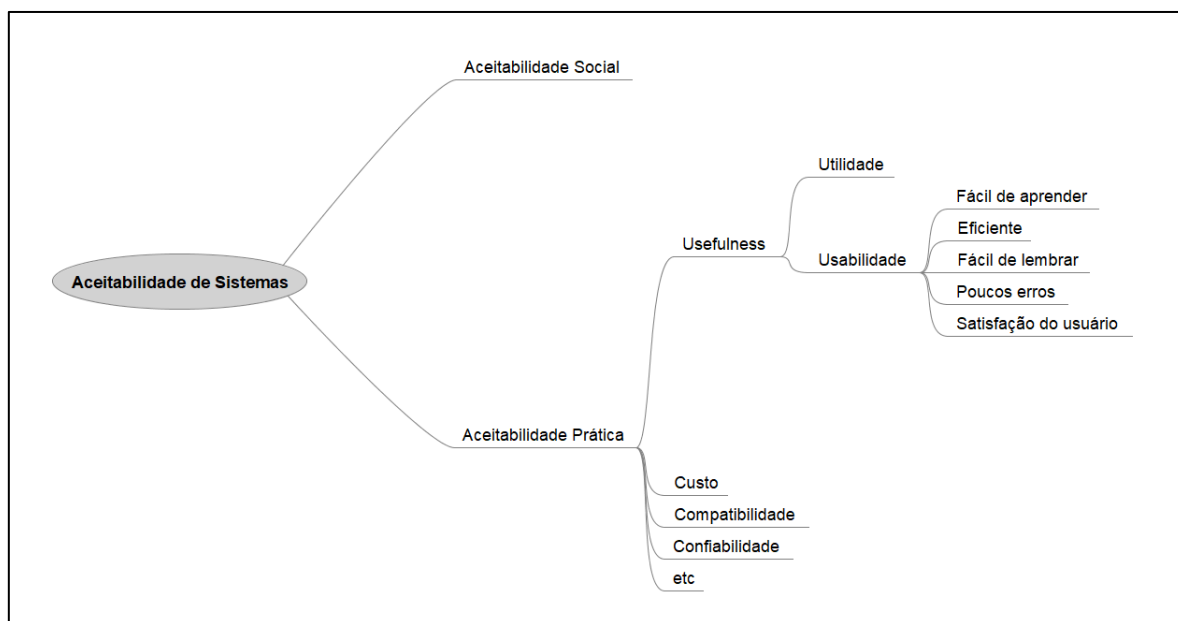 Aceitabilidade Social
Utilidade
Fácil de aprender
Eficiente
Usefulness
Usabilidade
Fácil de lembrar
Aceitabilidade de Sistemas
Poucos erros
Satisfação do usuário
Aceitabilidade Prática
Custo
Compatibilidade
Confiabilidade
etc